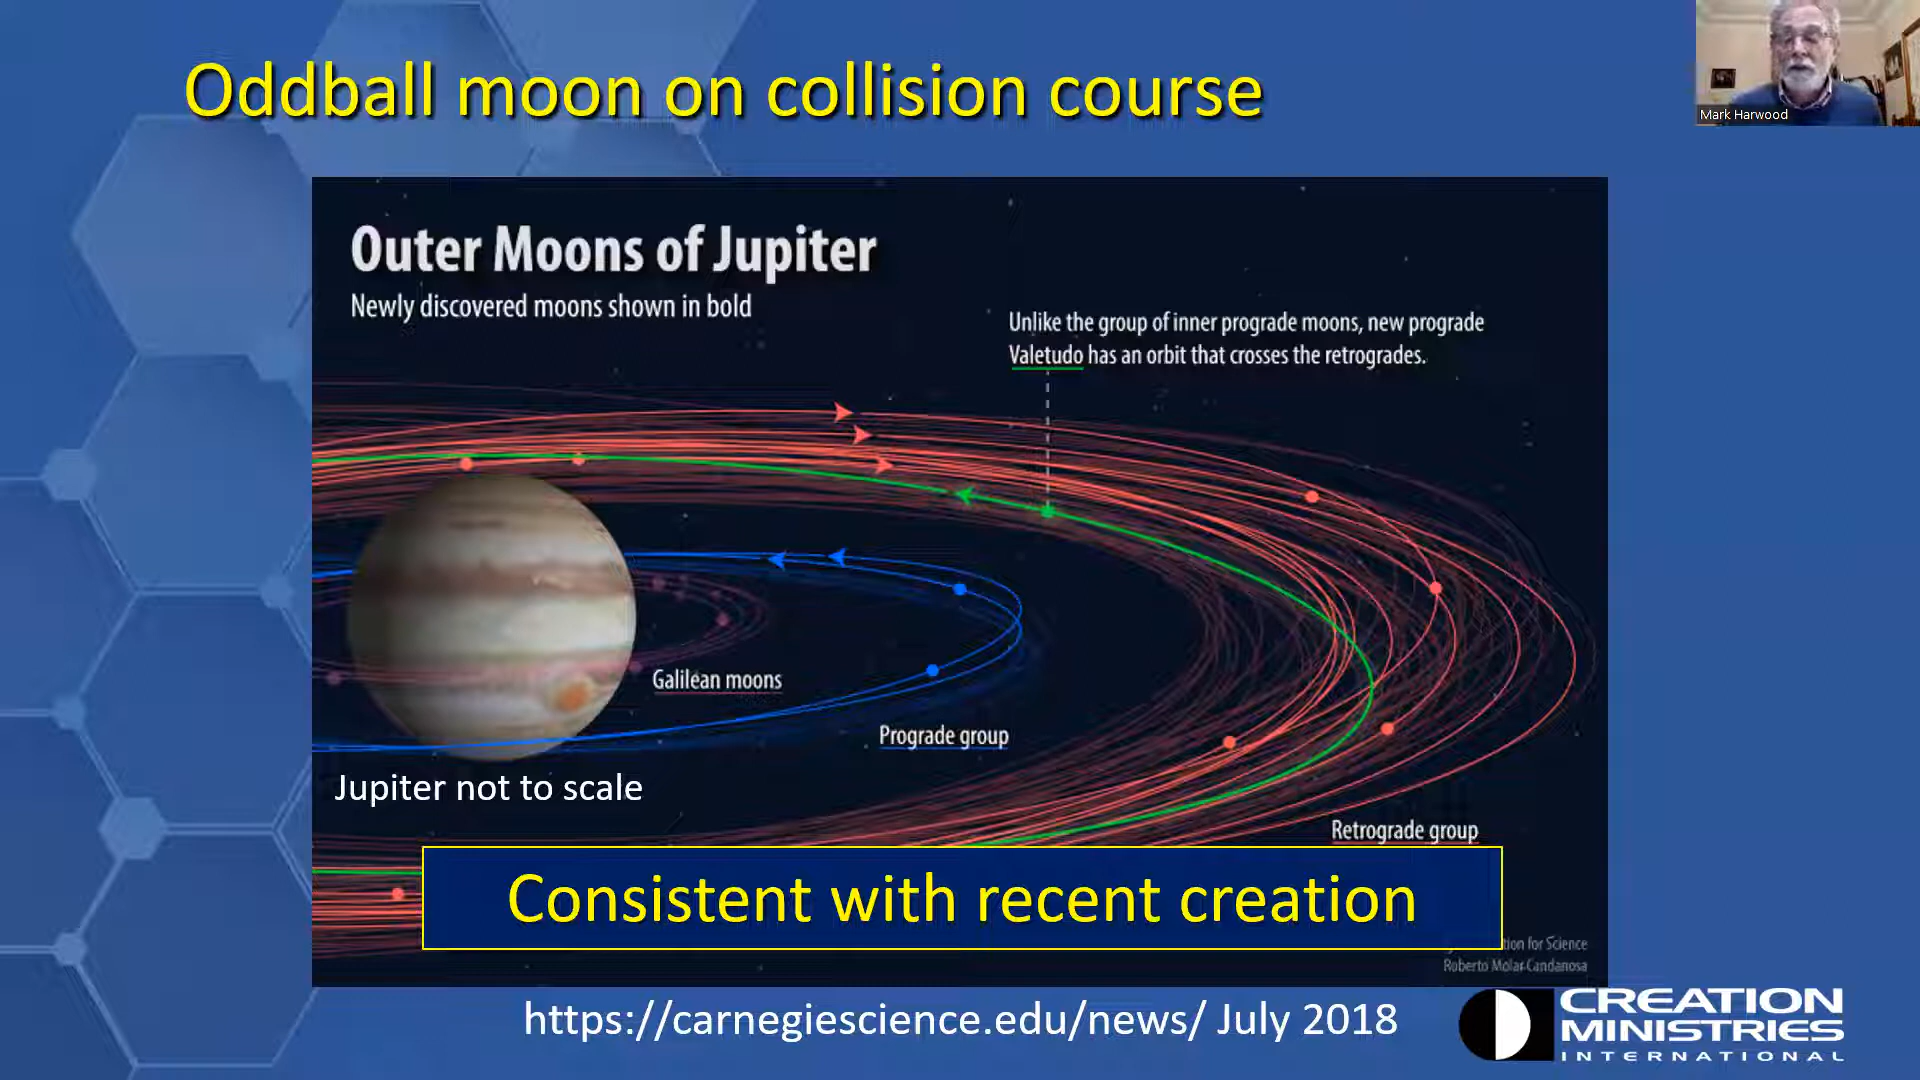 Oddball moon on collision course
Mark Harwood
Outer Moons of Jupiter
Newly discovered moons shown in bold
Unlike the group of inner prograde moons, new prograde
Valetudo has an orbit that crosses the retrogrades.
Galilean moons
Prograde group
Jupiter not to scale
Retrograde group
Consistent with recent creation
for Science
Roberto Molar Candanosa
https://carnegiescience.edu/news/ July 2018
CREATION
MINISTRIES
INTERNATIONAL